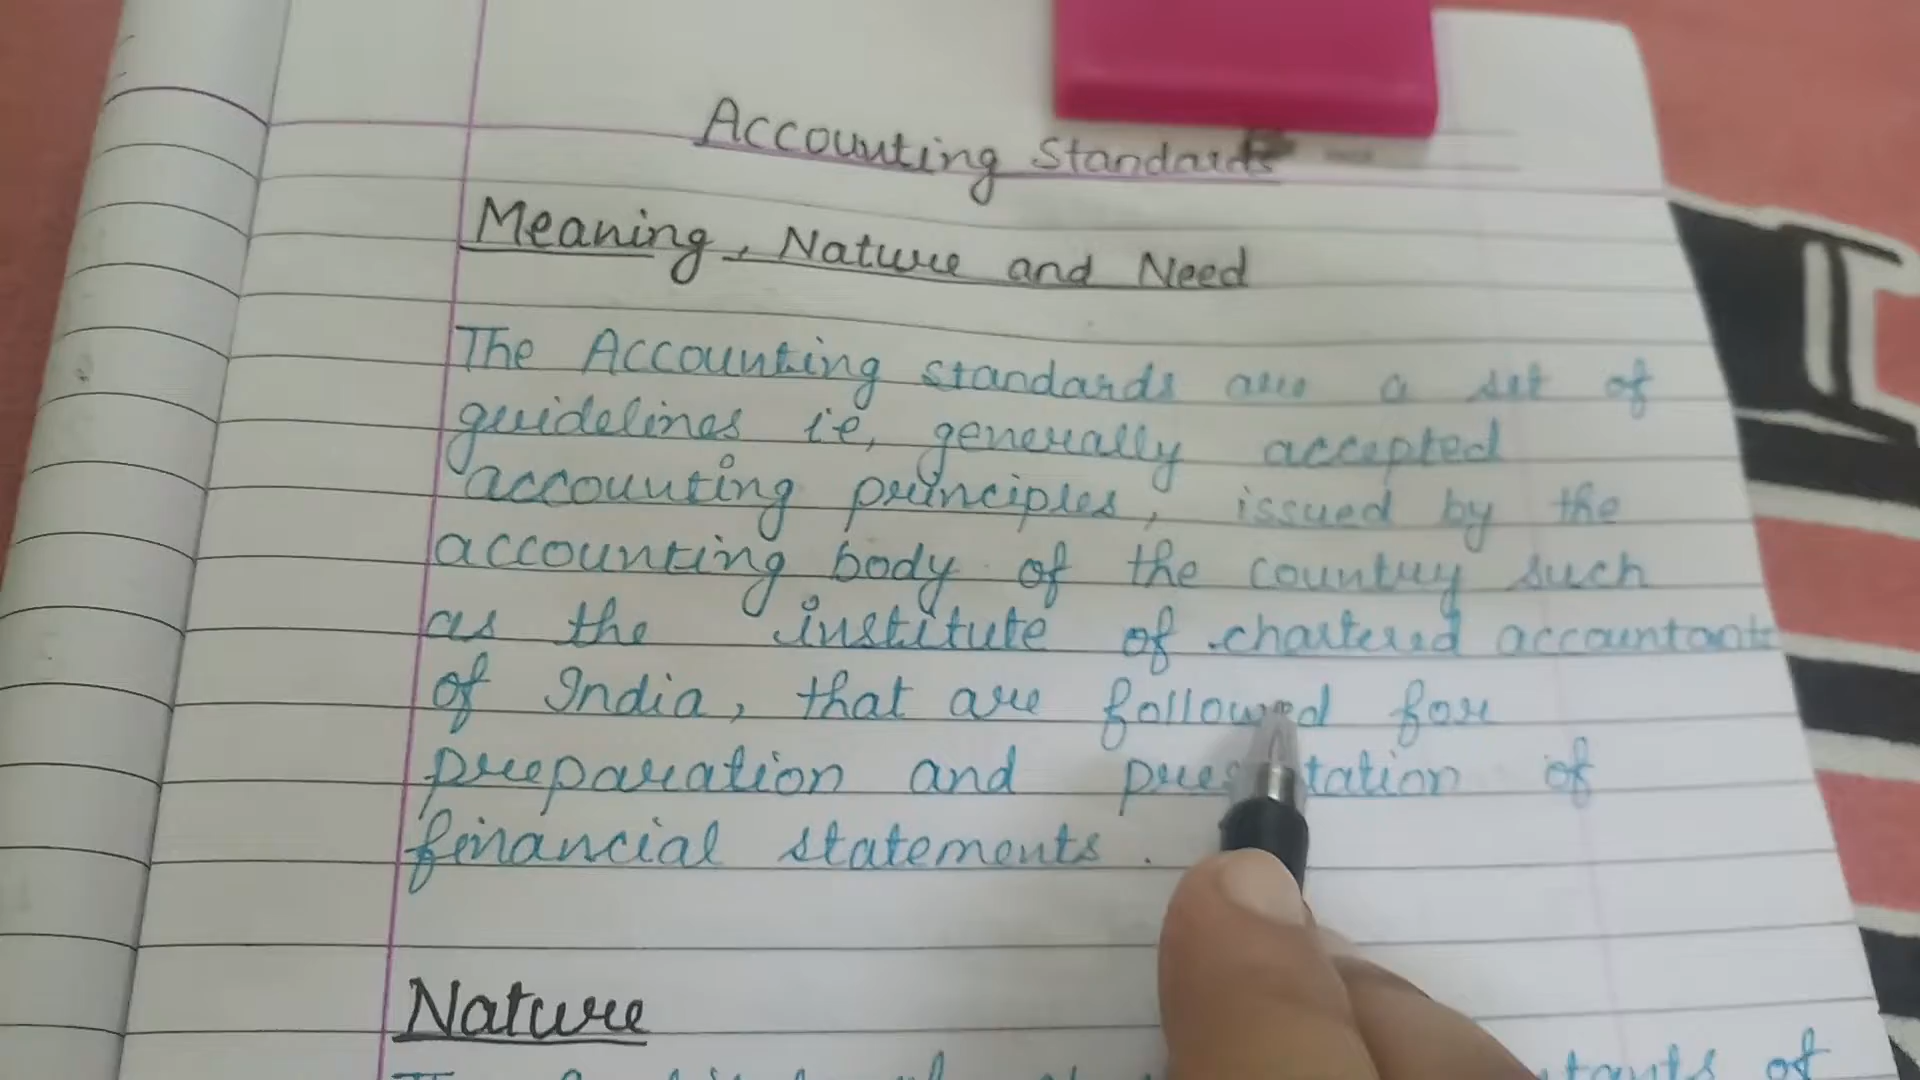 Accounting Standards
Meaning, Nature and Need
The Accounting standards are a set of
guidelines i.e, generally accepted
accounting principles, issued by the
accounting body of the country such
as the institute of chartered accountants
of India, that are followed for
preparation and of
financial statements.
Nature
of